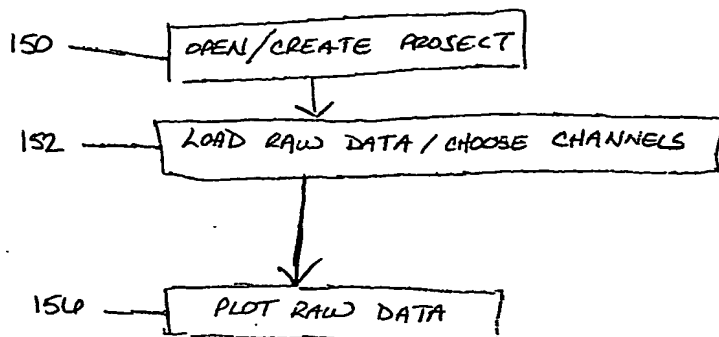 150 OPEN/CREATE PROJECT
152 LOAD RAW DATA / CHOOSE CHANNELS
156 PLOT RAW DATA